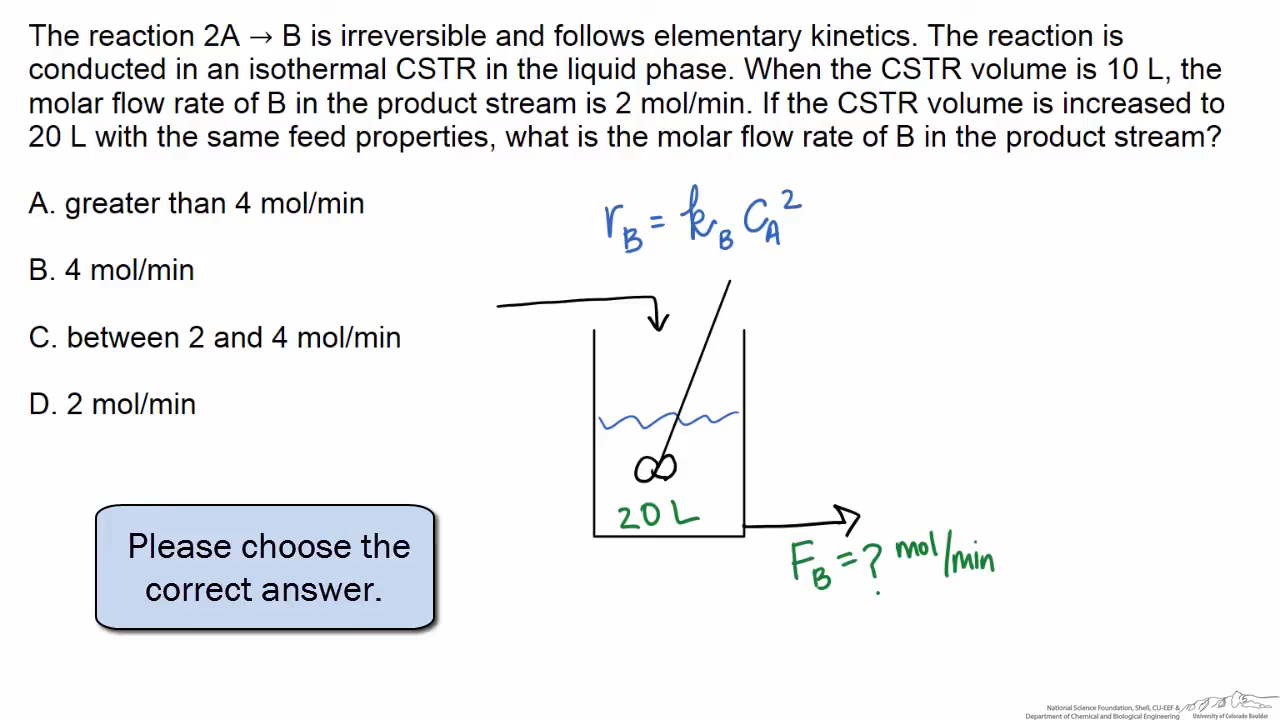 The reaction 2A → B is irreversible and follows elementary kinetics. The reaction is
conducted in an isothermal CSTR in the liquid phase. When the CSTR volume is 10 L, the
molar flow rate of B in the product stream is 2 mol/min. If the CSTR volume is increased to
20 L with the same feed properties, what is the molar flow rate of B in the product stream?
A. greater than 4 mol/min
r_B = k_B C_A^2
B. 4 mol/min
C. between 2 and 4 mol/min
D. 2 mol/min
20 L
Please choose the
correct answer.
F_B = ? mol/min
National Science Foundation, Shell, CU-EEF &
Department of Chemical and Biological Engineering
University of Colorado Boulder